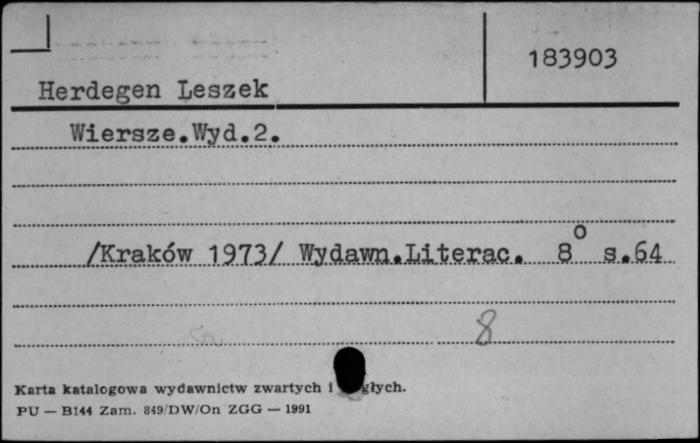 183903
Herdegen Leszek
Wiersze.Wyd.2.
/Kraków 1973/ Wydawn.Literac. 8° s.64
8
Karta katalogowa wydawnictw zwartych i głych.
PU — B144 Zam. 849/DW/On ZGG — 1991